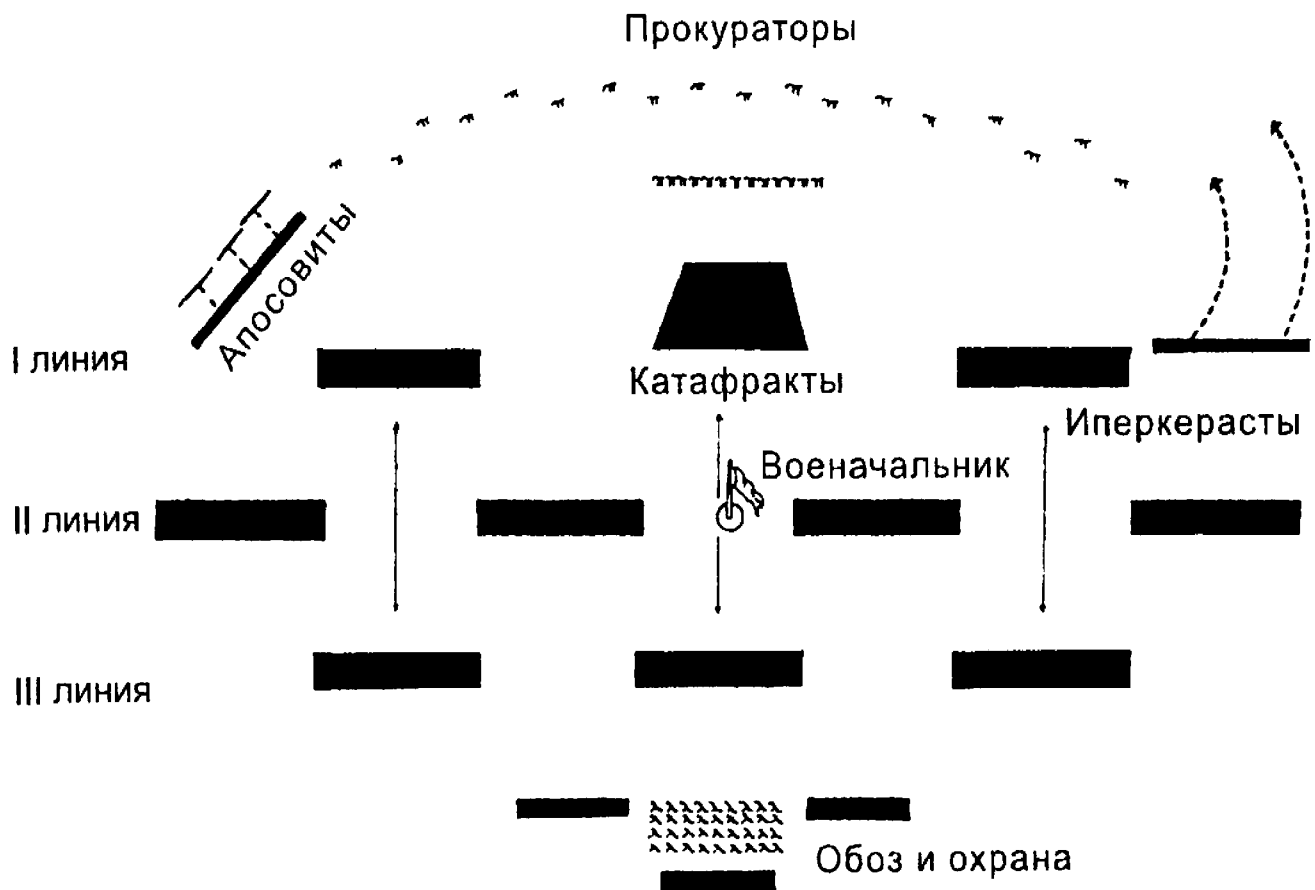 Прокураторы
Апосовиты
I линия
Катафракты
Иперкерасты
Военачальник
II линия
III линия
Обоз и охрана